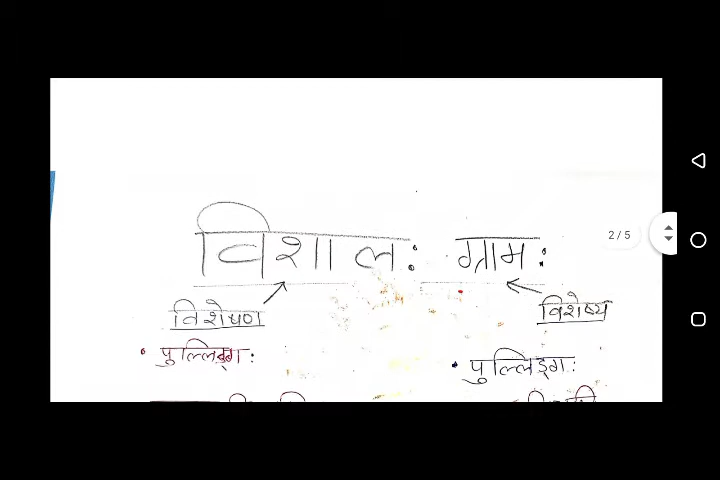 विशालः ग्रामः
2/5
विशेषण विशेष्य
• पुल्लिङ्गः • पुल्लिङ्गः